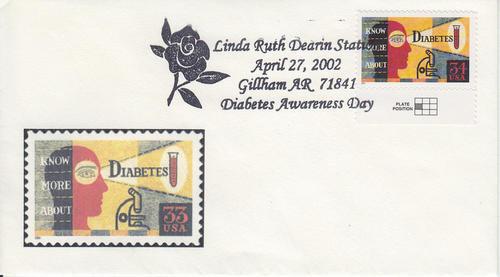 Linda Ruth Dearin Station
April 27, 2002
Gillham AR 71841
Diabetes Awareness Day
KNOW
MORE
ABOUT
DIABETES
34
USA
PLATE
POSITION
KNOW
MORE
ABOUT
DIABETES
33
USA